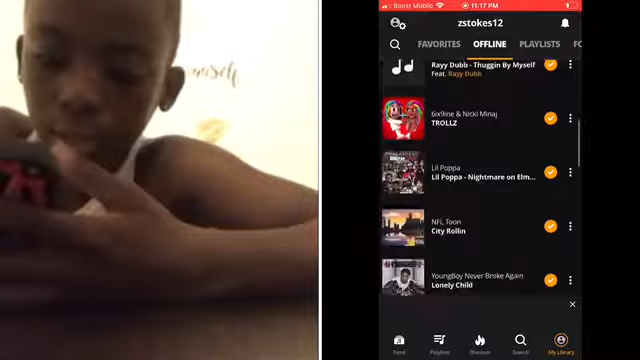 Boost Mobile
11:17 PM
zstokes12
FAVORITES OFFLINE PLAYLISTS FO
Rayy Dubb - Thuggin By Myself
Feat. Rayy Dubb
6ix9ine & Nicki Minaj
TROLLZ
Lil Poppa
Lil Poppa - Nightmare on Elm...
NFL Toon
City Rollin
YoungBoy Never Broke Again
Lonely Child
Feed Playlists Discover Search My Library